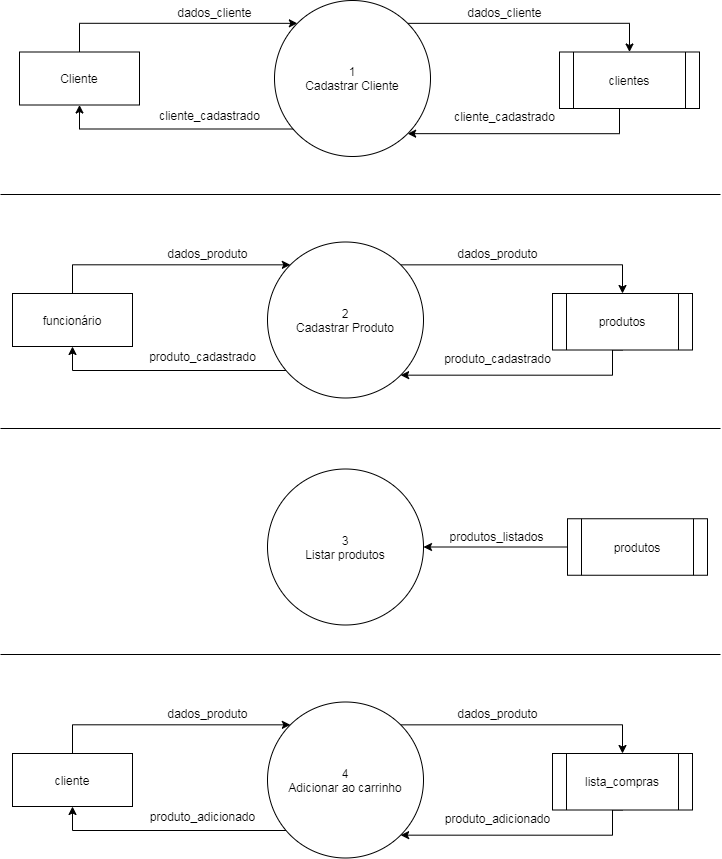 dados_cliente
dados_cliente
Cliente
1
Cadastrar Cliente
clientes
cliente_cadastrado
cliente_cadastrado
dados_produto
dados_produto
funcionário
2
Cadastrar Produto
produtos
produto_cadastrado
produto_cadastrado
3
Listar produtos
produtos_listados
produtos
dados_produto
dados_produto
cliente
4
Adicionar ao carrinho
lista_compras
produto_adicionado
produto_adicionado